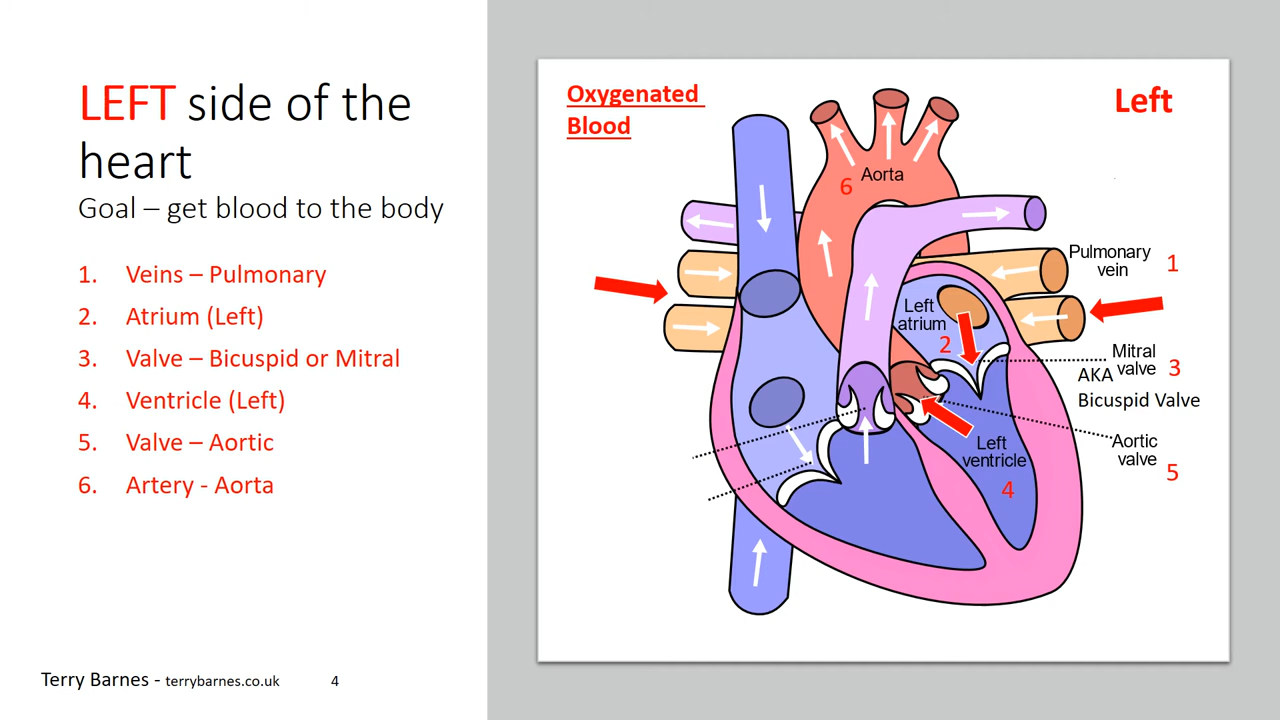 LEFT side of the
heart
Goal – get blood to the body
1. Veins – Pulmonary
2. Atrium (Left)
3. Valve – Bicuspid or Mitral
4. Ventricle (Left)
5. Valve – Aortic
6. Artery - Aorta
Terry Barnes - terrybarnes.co.uk 4
Oxygenated
Blood
Left
6 Aorta
Pulmonary
vein 1
Left
atrium
2
Mitral
valve 3
AKA
Bicuspid Valve
Aortic
valve 5
Left
ventricle
4